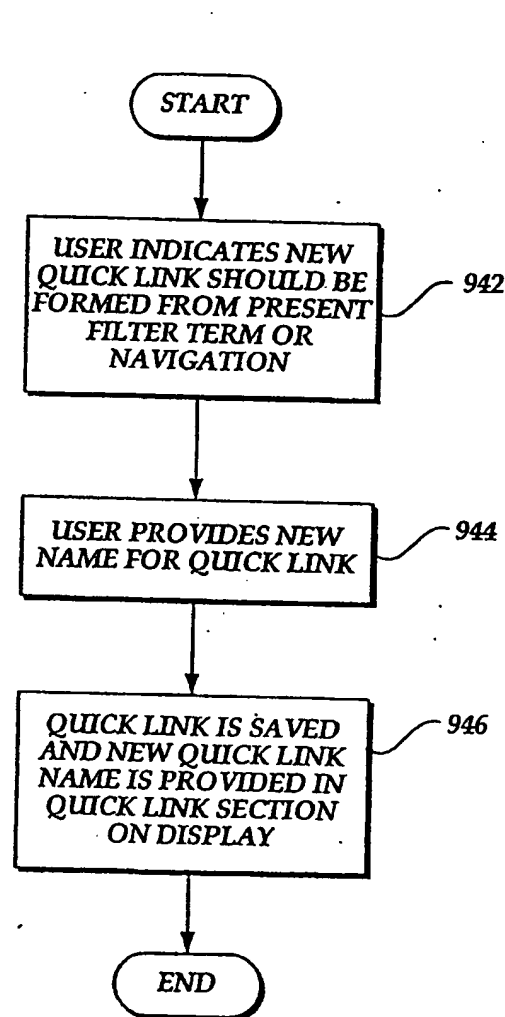 START
USER INDICATES NEW
QUICK LINK SHOULD BE
FORMED FROM PRESENT
FILTER TERM OR
NAVIGATION
942
USER PROVIDES NEW
NAME FOR QUICK LINK
944
QUICK LINK IS SAVED
AND NEW QUICK LINK
NAME IS PROVIDED IN
QUICK LINK SECTION
ON DISPLAY
946
END